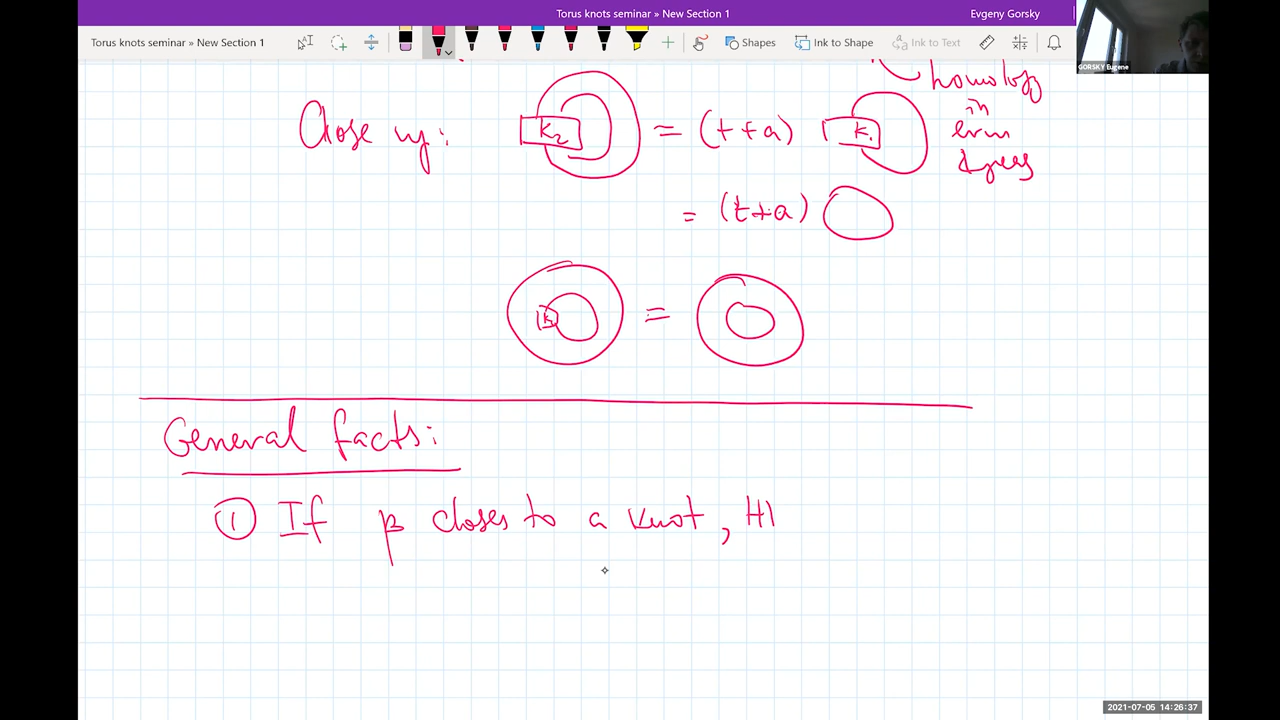 Torus knots seminar » New Section 1
Evgeny Gorsky
Torus knots seminar » New Section 1
Shapes
Ink to Shape
Ink to Text
GORSKY Eugene
homology
in
even
degrees
Close up:
K₂ = (t+a) K₁
= (t+a)
K₁ =
General facts:
① If β closes to a knot, HH
2021-07-05 14:26:37